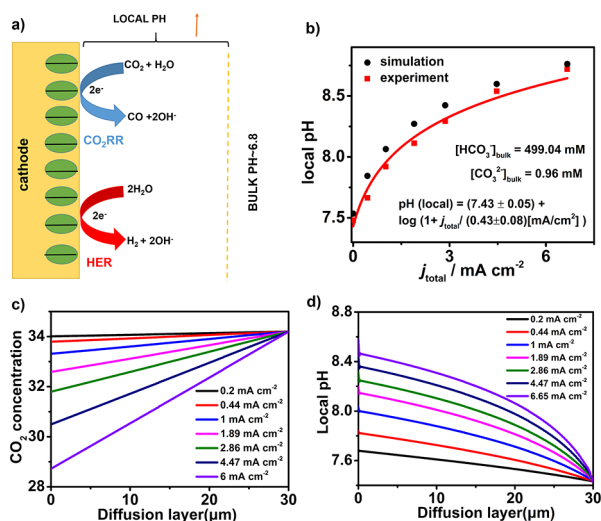 a)
LOCAL PH
cathode
CO₂ + H₂O
2e⁻
CO +2OH⁻
CO₂RR
2H₂O
2e⁻
H₂ + 2OH⁻
HER
BULK PH~6.8
b)
local pH
8.5
8.0
7.5
simulation
experiment
[HCO₃⁻]bulk = 499.04 mM
[CO₃²⁻]bulk = 0.96 mM
pH (local) = (7.43 ± 0.05) +
log (1+ jtotal/ (0.43±0.08)[mA/cm²] )
0
3
6
jtotal / mA cm⁻²
c)
CO₂ concentration
34
32
30
28
0.2 mA cm⁻²
0.44 mA cm⁻²
1 mA cm⁻²
1.89 mA cm⁻²
2.86 mA cm⁻²
4.47 mA cm⁻²
6 mA cm⁻²
0
10
20
30
Diffusion layer(μm)
d)
Local pH
8.8
8.4
8.0
7.6
0.2 mA cm⁻²
0.44 mA cm⁻²
1 mA cm⁻²
1.89 mA cm⁻²
2.86 mA cm⁻²
4.47 mA cm⁻²
6.65 mA cm⁻²
0
10
20
30
Diffusion layer(μm)